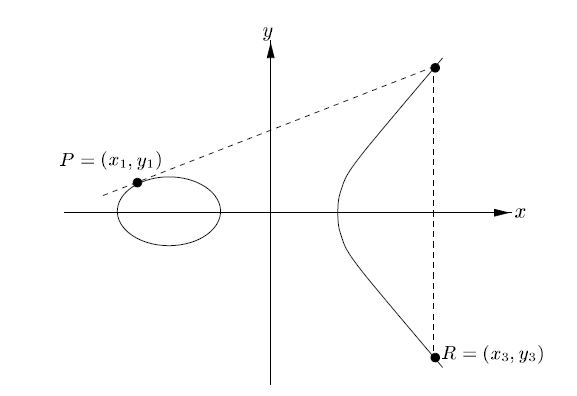 y
P = (x₁, y₁)
x
R = (x₃, y₃)